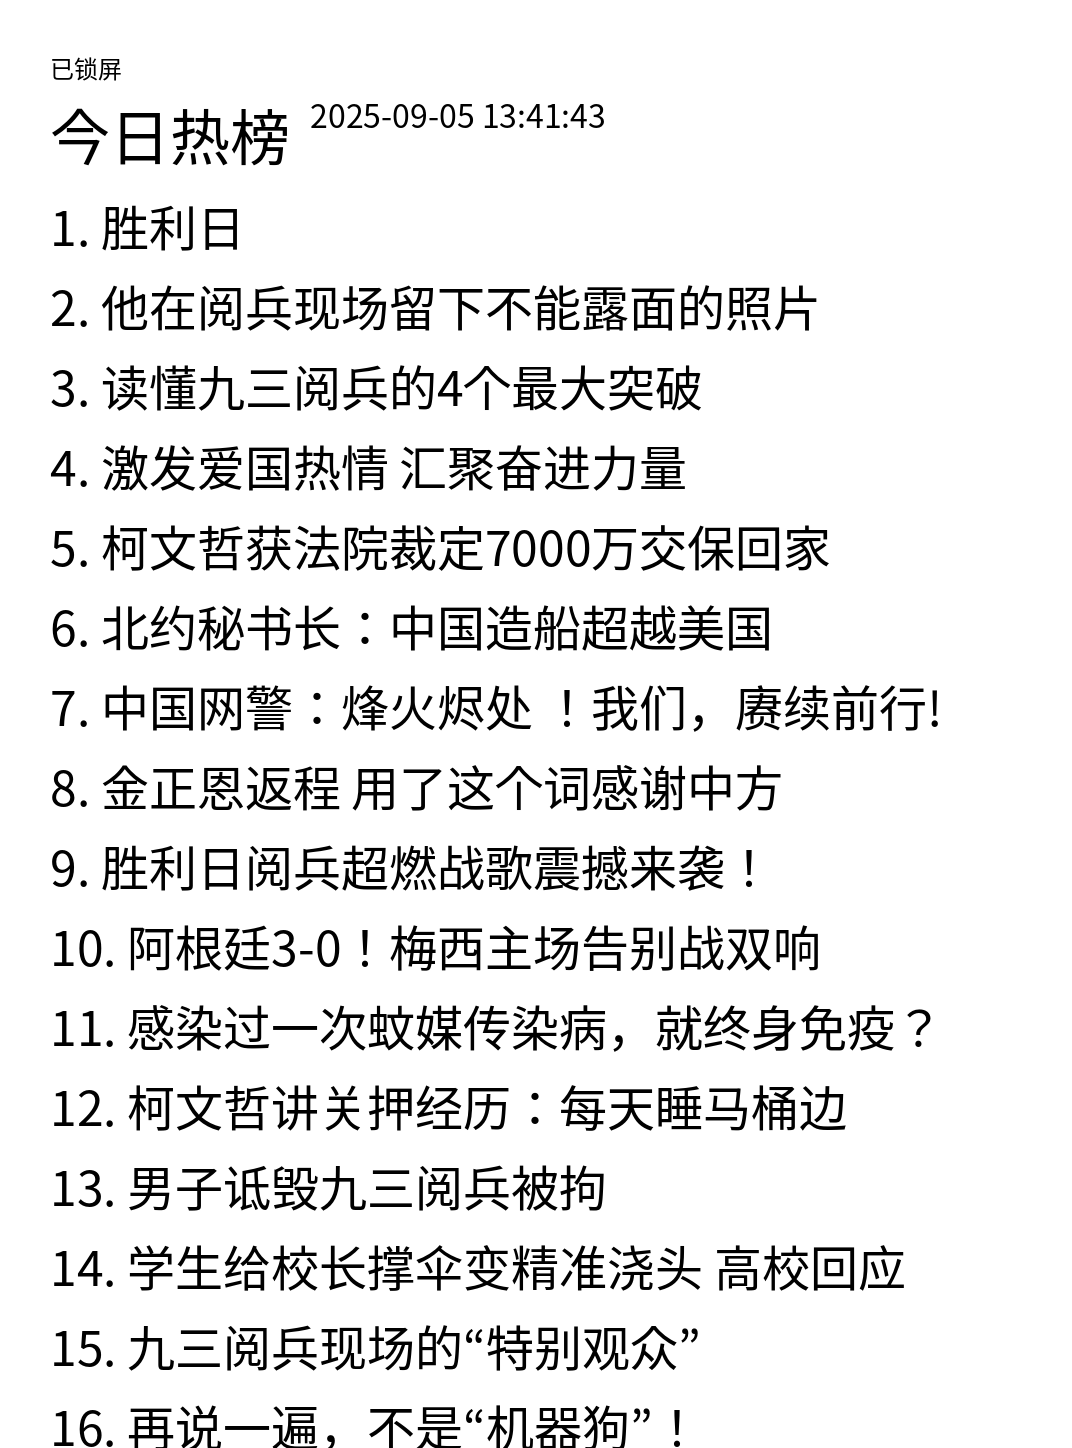 已锁屏
今日热榜 2025-09-05 13:41:43
1. 胜利日
2. 他在阅兵现场留下不能露面的照片
3. 读懂九三阅兵的4个最大突破
4. 激发爱国热情 汇聚奋进力量
5. 柯文哲获法院裁定7000万交保回家
6. 北约秘书长：中国造船超越美国
7. 中国网警：烽火烬处 ！我们，赓续前行!
8. 金正恩返程 用了这个词感谢中方
9. 胜利日阅兵超燃战歌震撼来袭！
10. 阿根廷3-0！梅西主场告别战双响
11. 感染过一次蚊媒传染病，就终身免疫？
12. 柯文哲讲关押经历：每天睡马桶边
13. 男子诋毁九三阅兵被拘
14. 学生给校长撑伞变精准浇头 高校回应
15. 九三阅兵现场的“特别观众”
16. 再说一遍，不是“机器狗”！